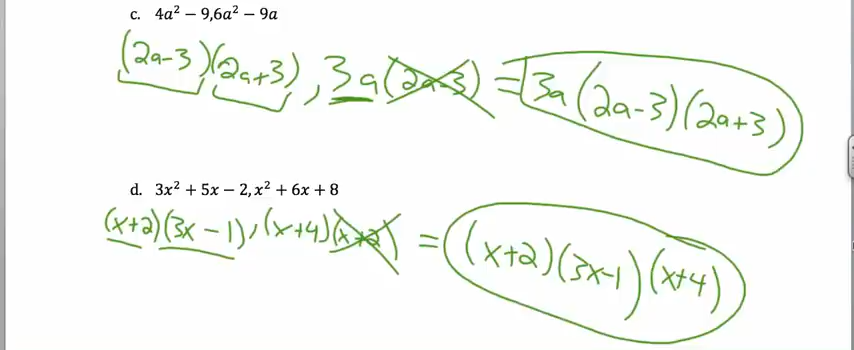 c. 4a² − 9,6a² − 9a
(2a-3)(2a+3), 3a(2a-3) = 3a(2a-3)(2a+3)
d. 3x² + 5x − 2, x² + 6x + 8
(x+2)(3x-1), (x+4)(x+2) = (x+2)(3x-1)(x+4)